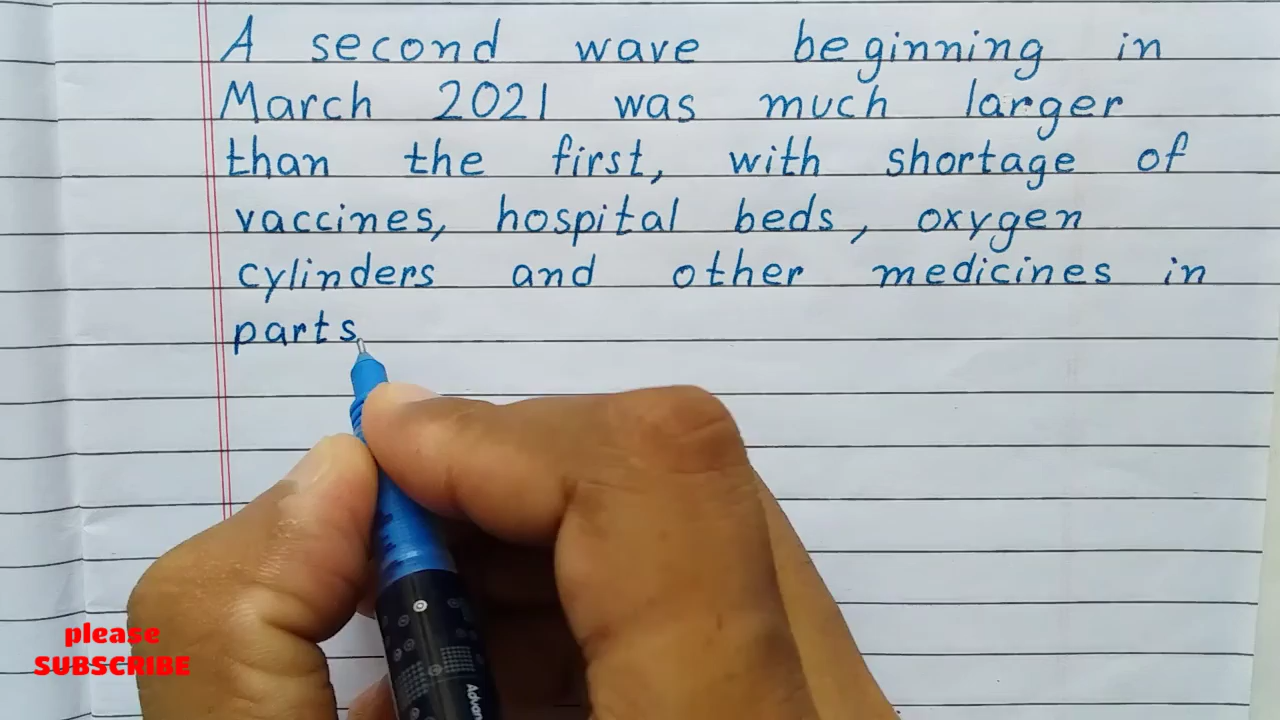 A second wave beginning in
March 2021 was much larger
than the first, with shortage of
vaccines, hospital beds, oxygen
cylinders and other medicines in
parts
please
SUBSCRIBE
Advan